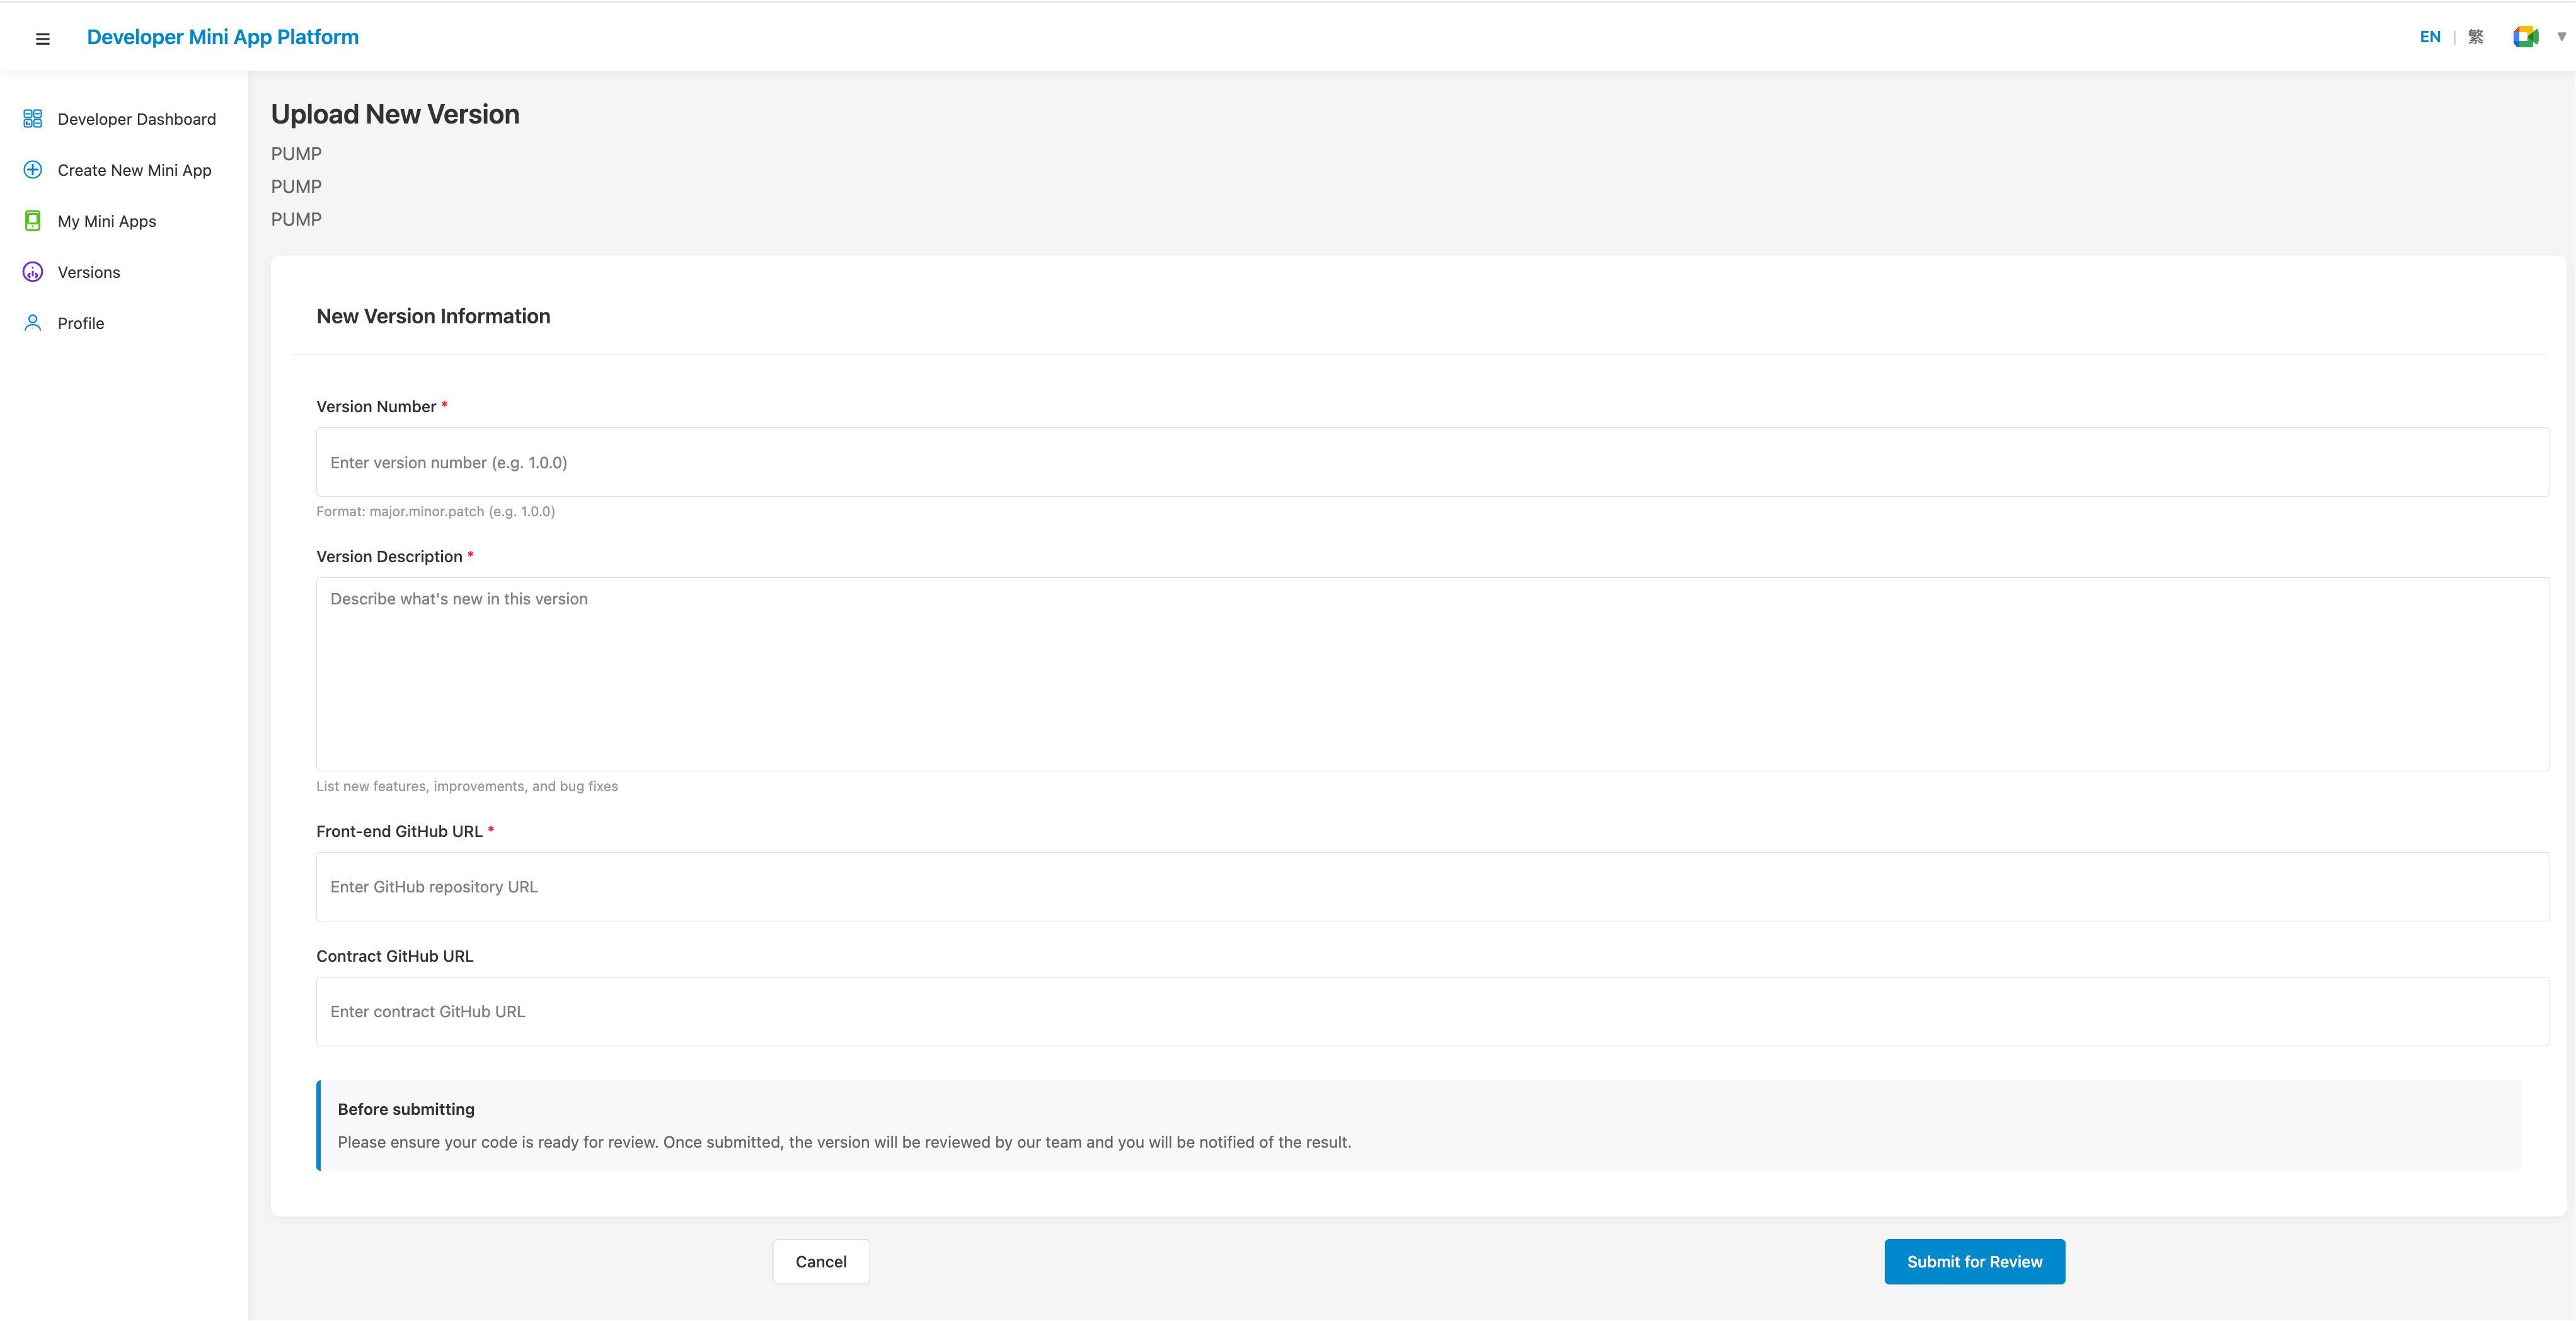 Developer Mini App Platform
EN | 繁
Developer Dashboard
Create New Mini App
My Mini Apps
Versions
Profile
Upload New Version
PUMP
PUMP
PUMP
New Version Information
Version Number *
Enter version number (e.g. 1.0.0)
Format: major.minor.patch (e.g. 1.0.0)
Version Description *
Describe what's new in this version
List new features, improvements, and bug fixes
Front-end GitHub URL *
Enter GitHub repository URL
Contract GitHub URL
Enter contract GitHub URL
Before submitting
Please ensure your code is ready for review. Once submitted, the version will be reviewed by our team and you will be notified of the result.
Cancel
Submit for Review